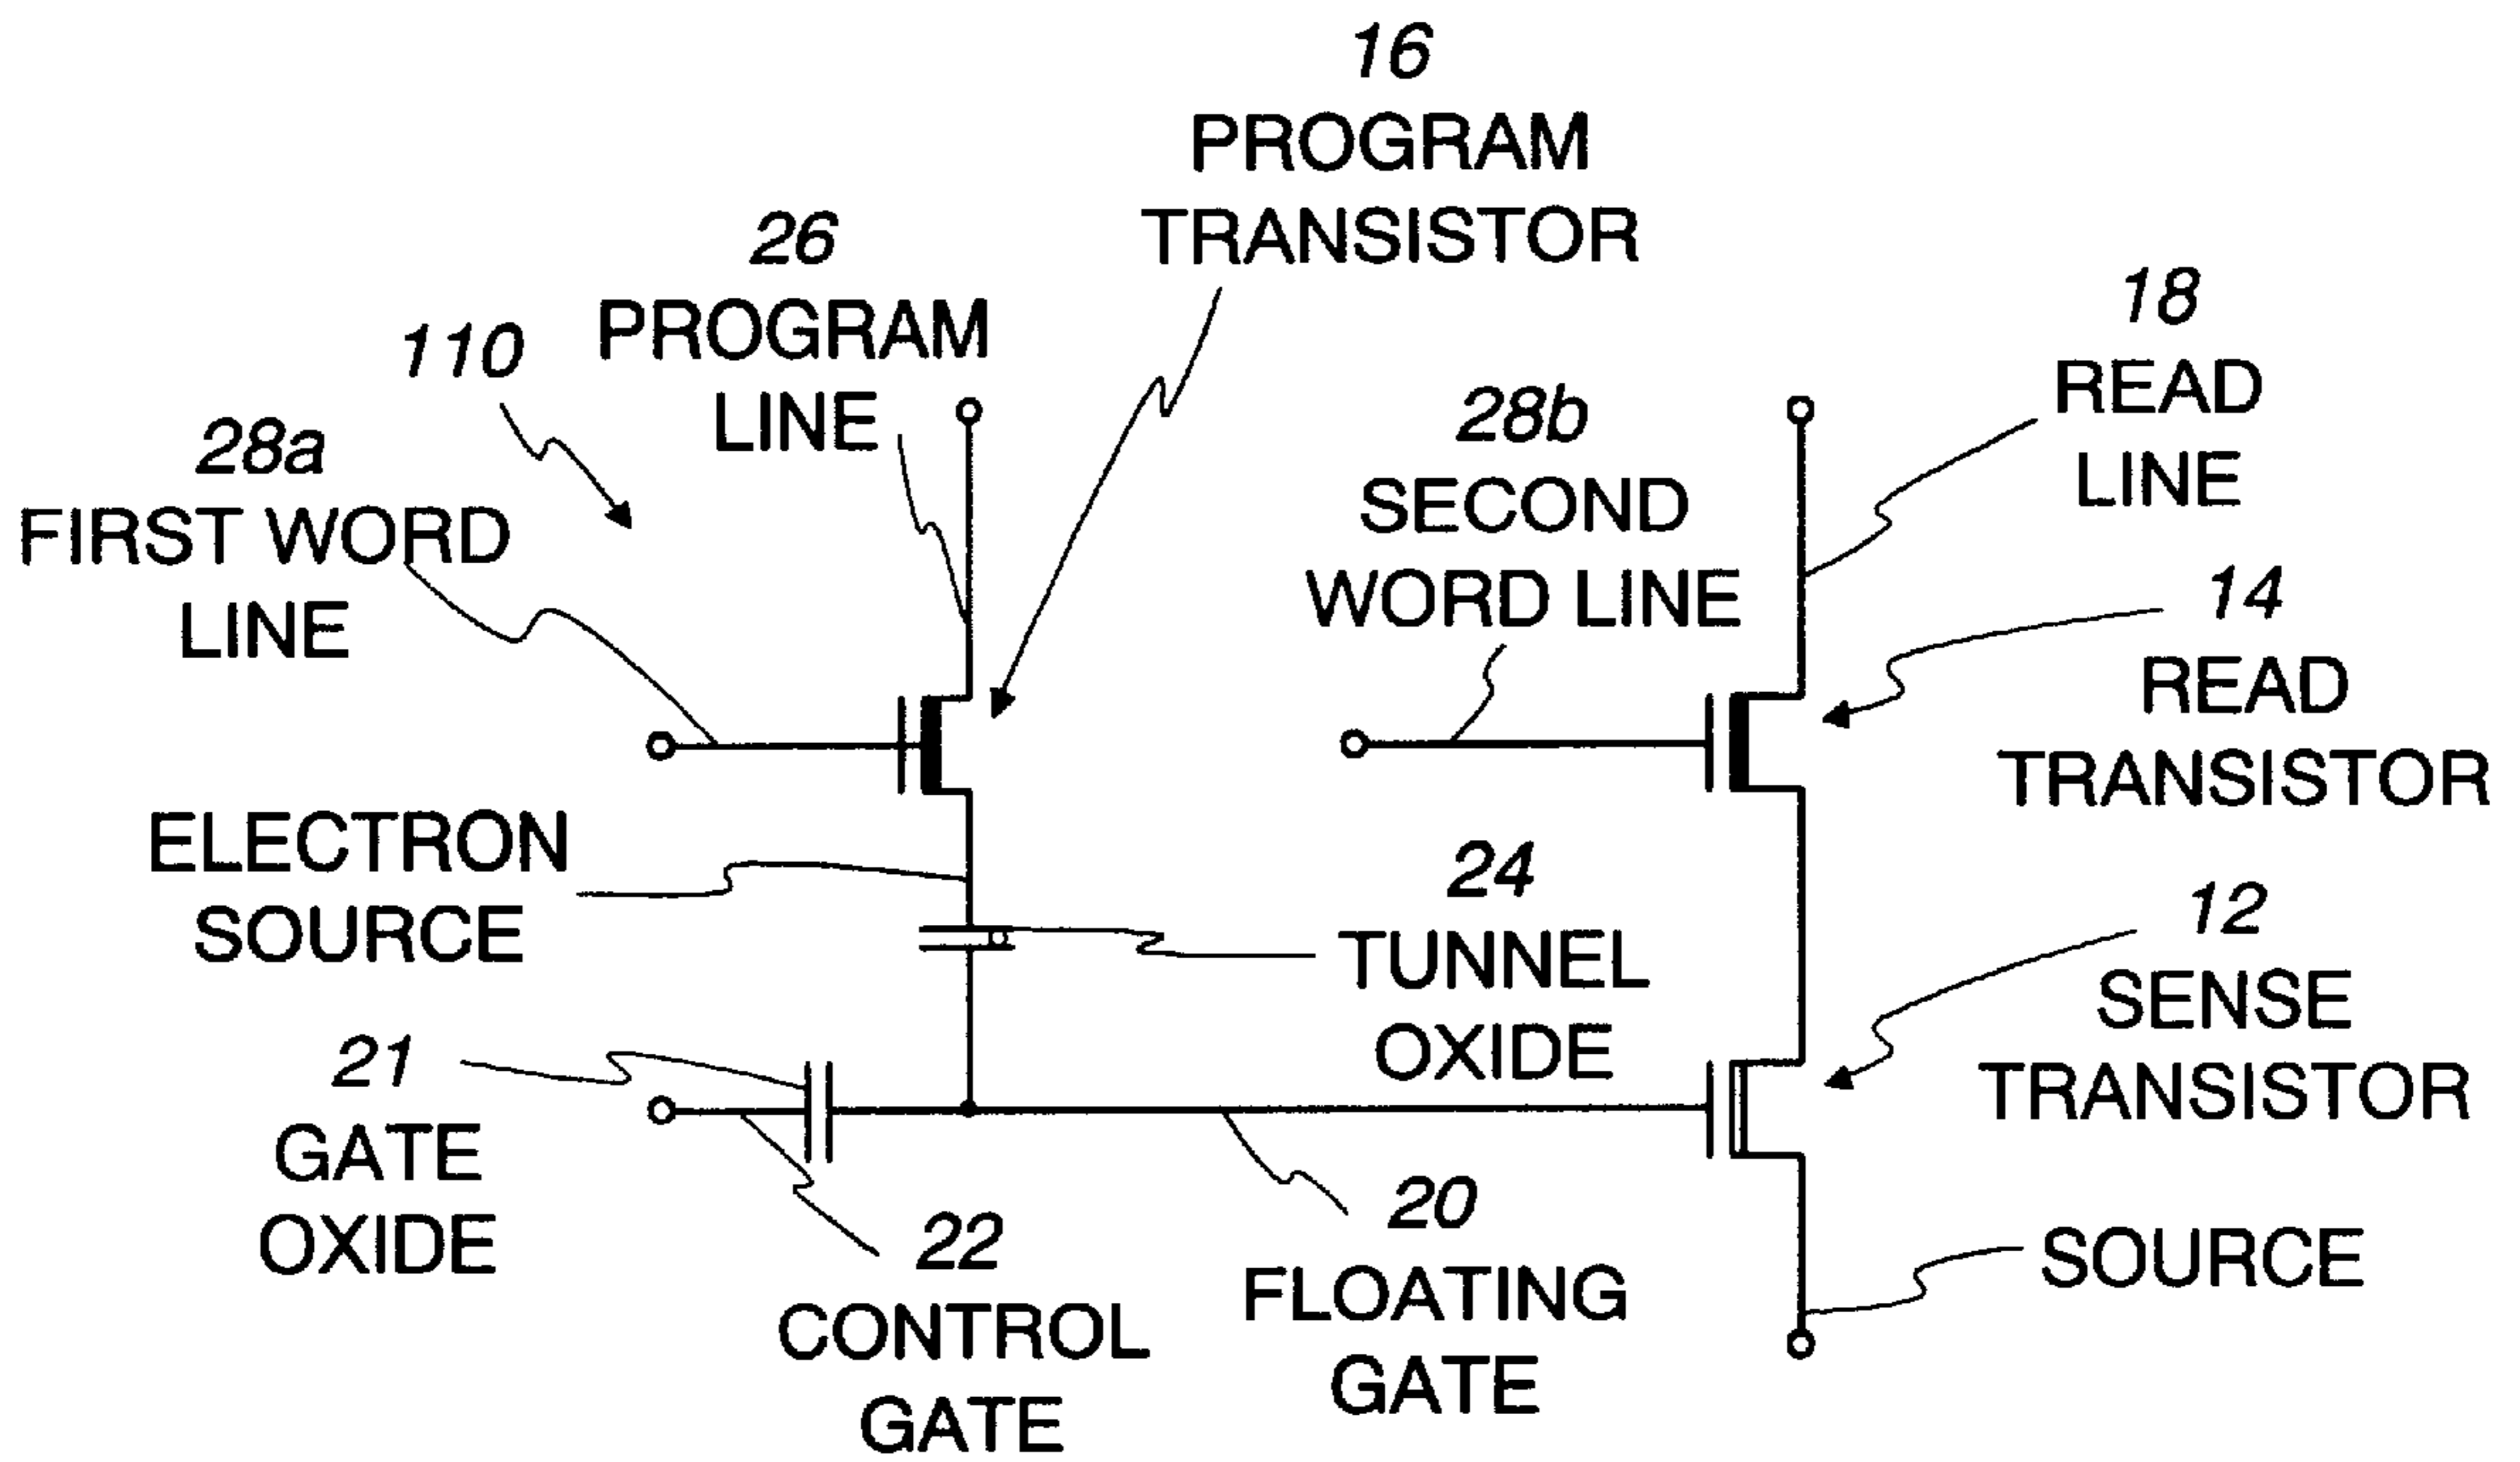 16
PROGRAM
TRANSISTOR
26
PROGRAM
LINE
110
28a
FIRST WORD
LINE
28b
SECOND
WORD LINE
18
READ
LINE
14
READ
TRANSISTOR
ELECTRON
SOURCE
24
TUNNEL
OXIDE
12
SENSE
TRANSISTOR
21
GATE
OXIDE
22
CONTROL
GATE
20
FLOATING
GATE
SOURCE